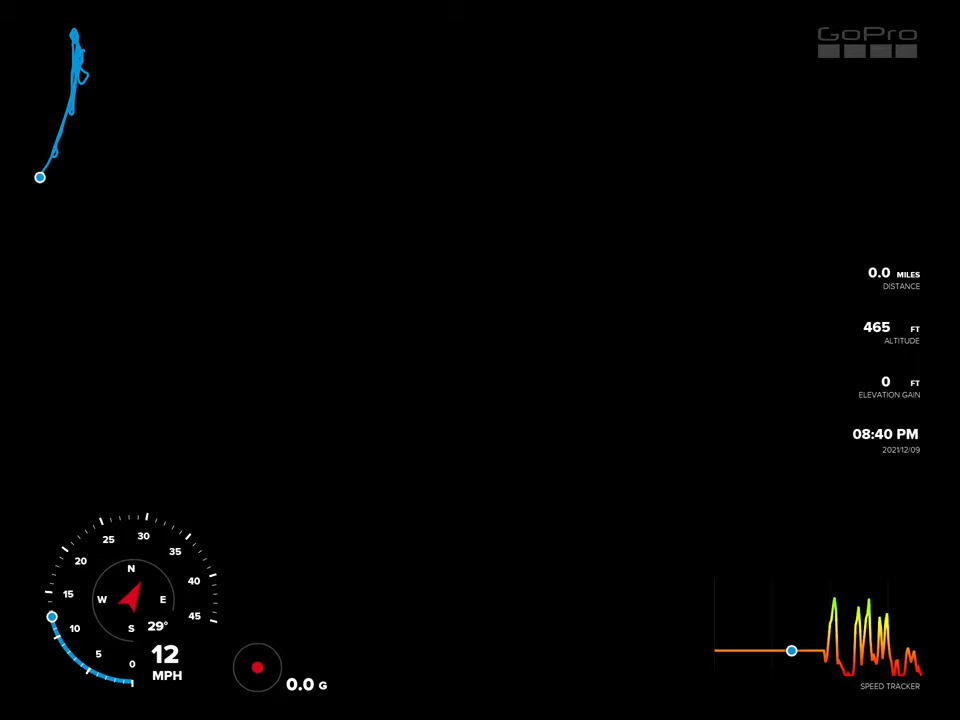 GoPro
0.0 MILES
DISTANCE
465 FT
ALTITUDE
0 FT
ELEVATION GAIN
08:40 PM
2021/12/09
0
5
10
15
20
25
30
35
40
45
N
W E
S
29°
12
MPH
0.0 G
SPEED TRACKER